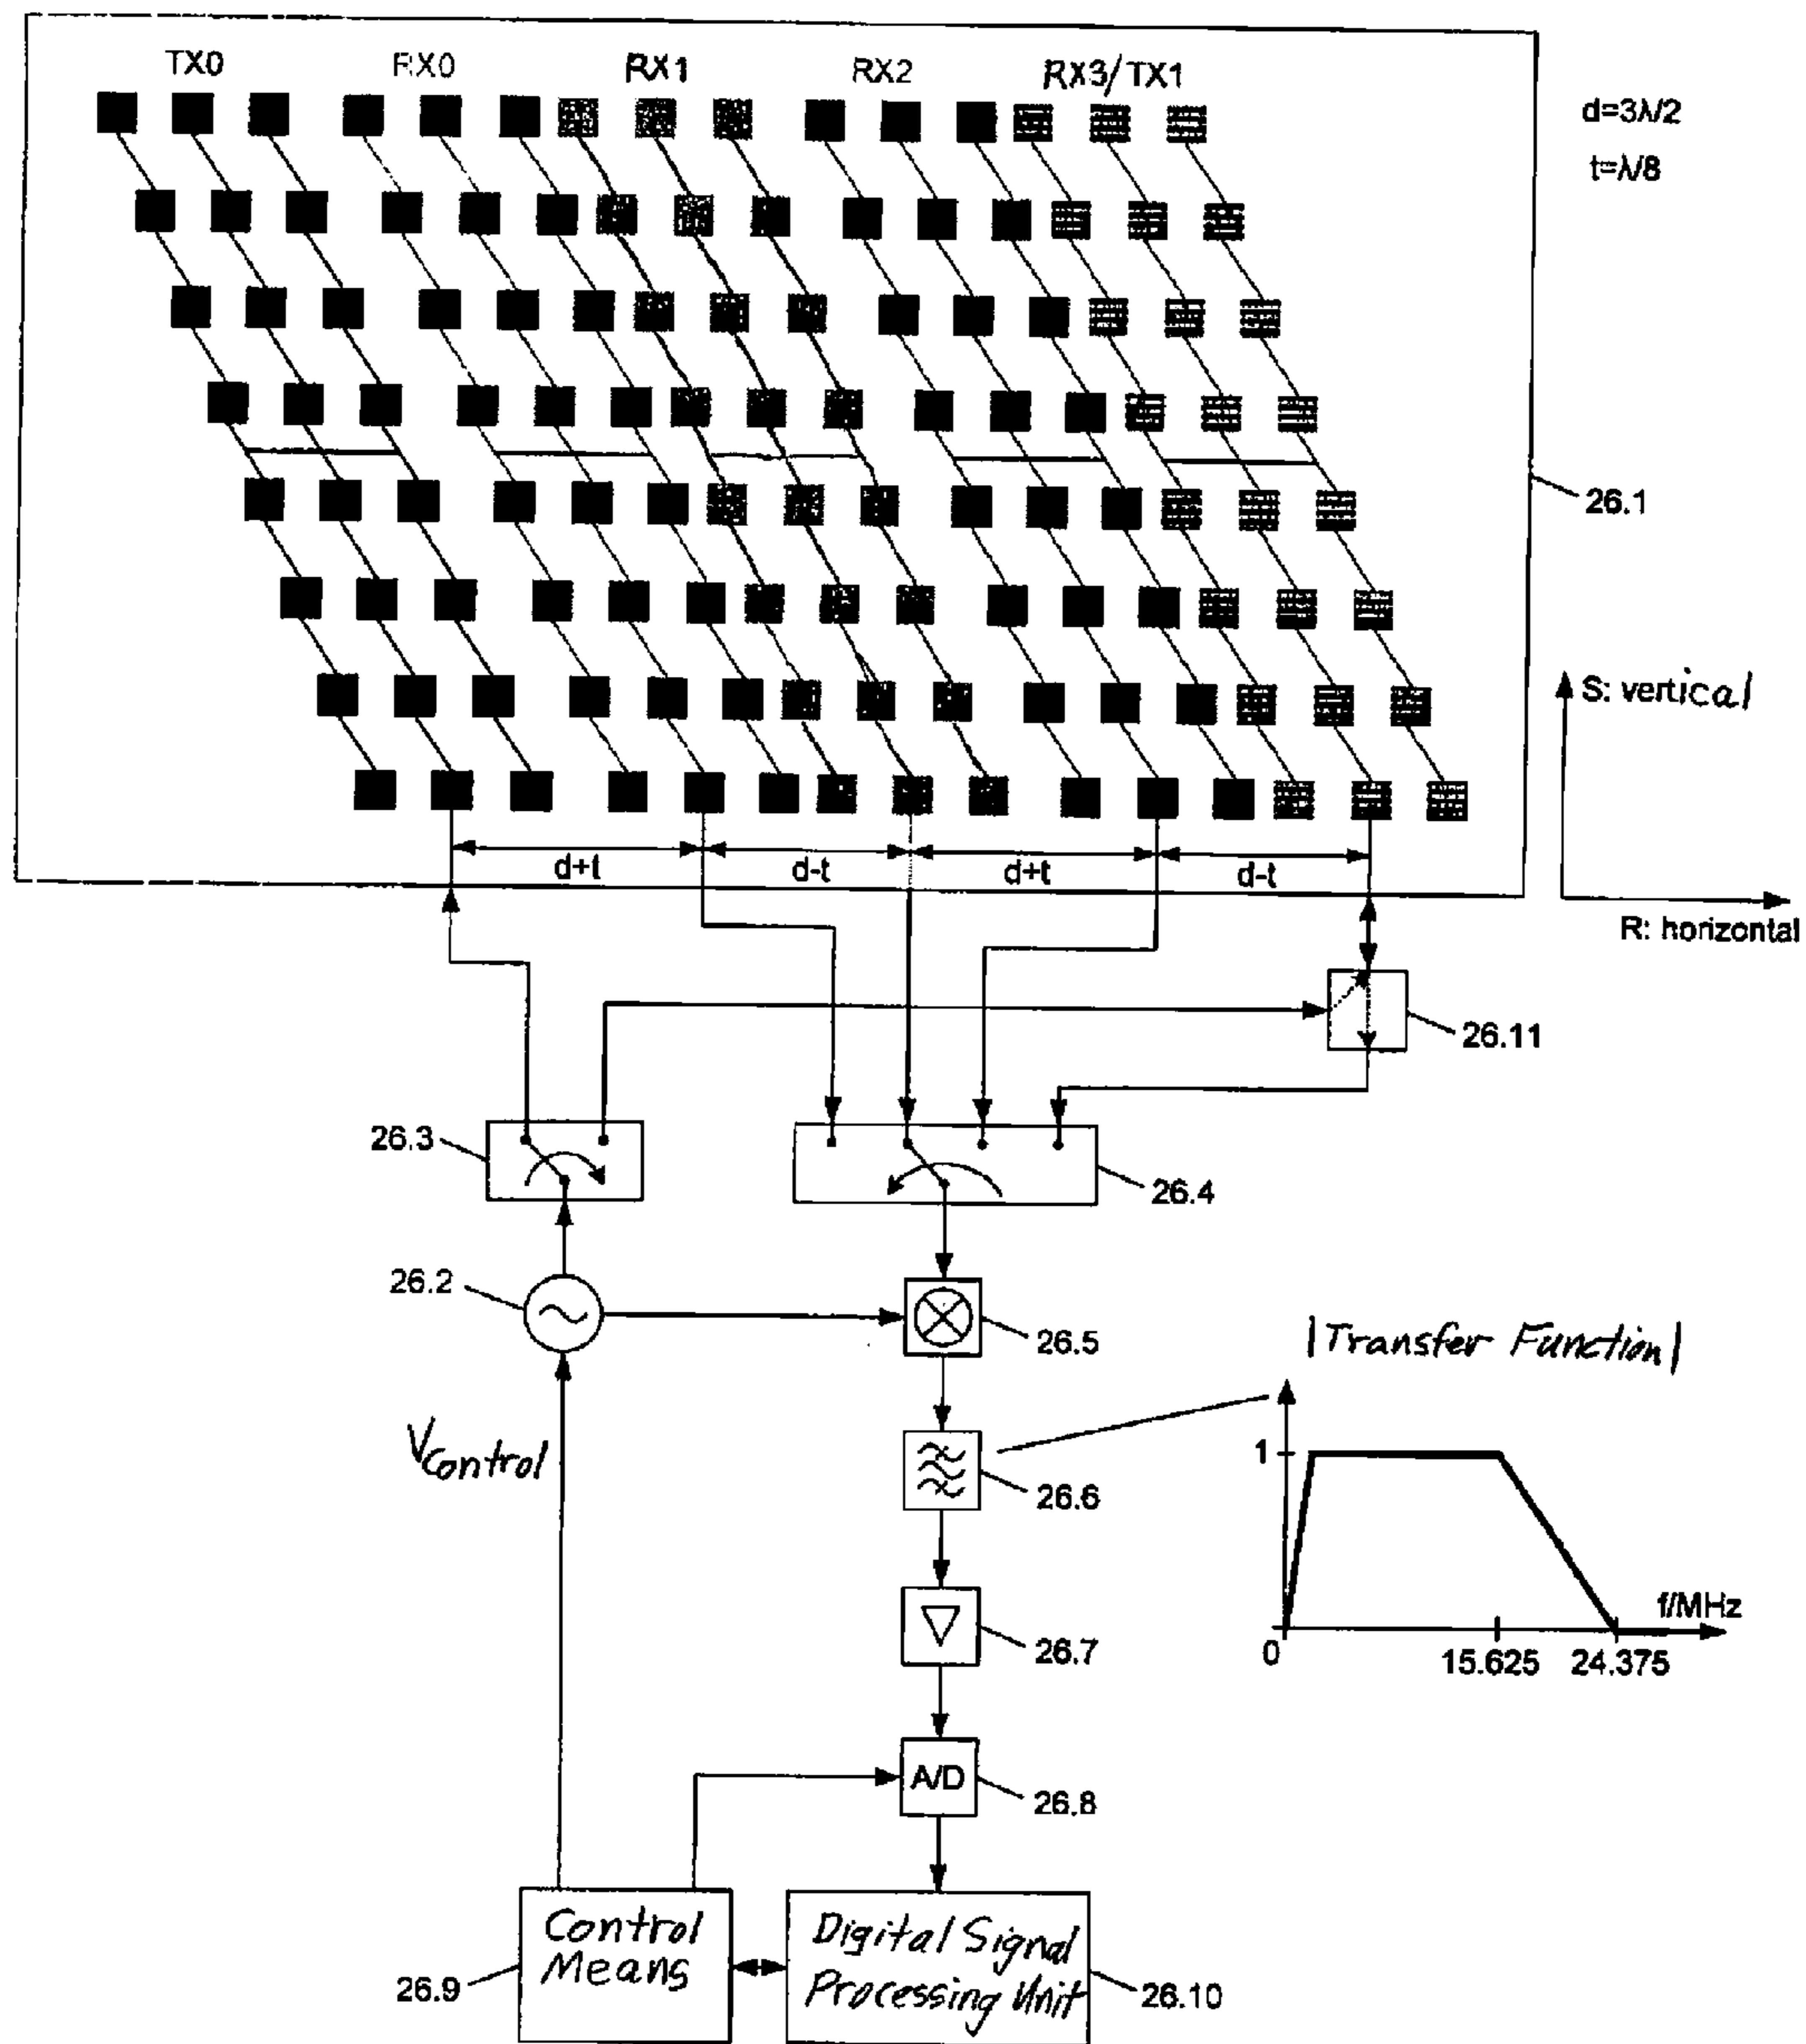 TX0 RX0 RX1 RX2 RX3/TX1
d=3λ/2
t=λ/8
26.1
S: vertical
R: horizontal
d+t d-t d+t d-t
26.11
26.3
26.4
26.2
26.5
|Transfer Function|
Vcontrol
1
26.6
f/MHz
0 15.625 24.375
26.7
A/D
26.8
Control
Means
26.9
Digital Signal
Processing Unit
26.10